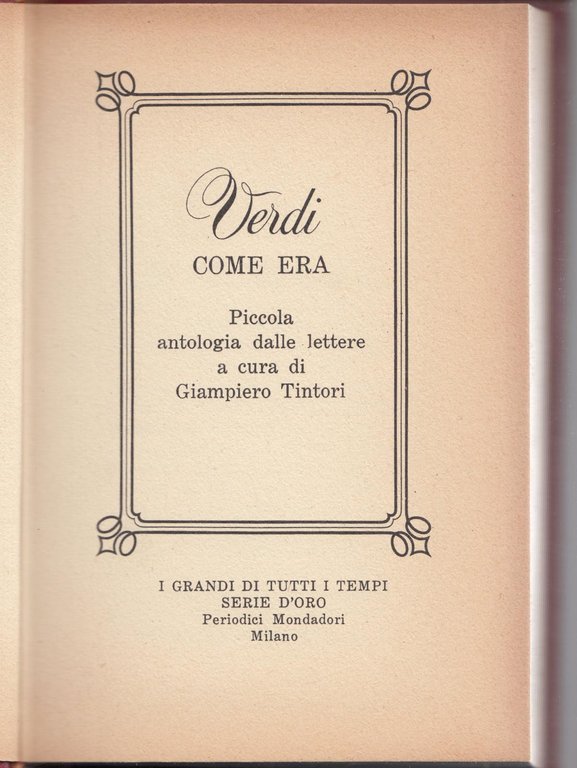 Verdi
COME ERA
Piccola
antologia dalle lettere
a cura di
Giampiero Tintori
I GRANDI DI TUTTI I TEMPI
SERIE D'ORO
Periodici Mondadori
Milano